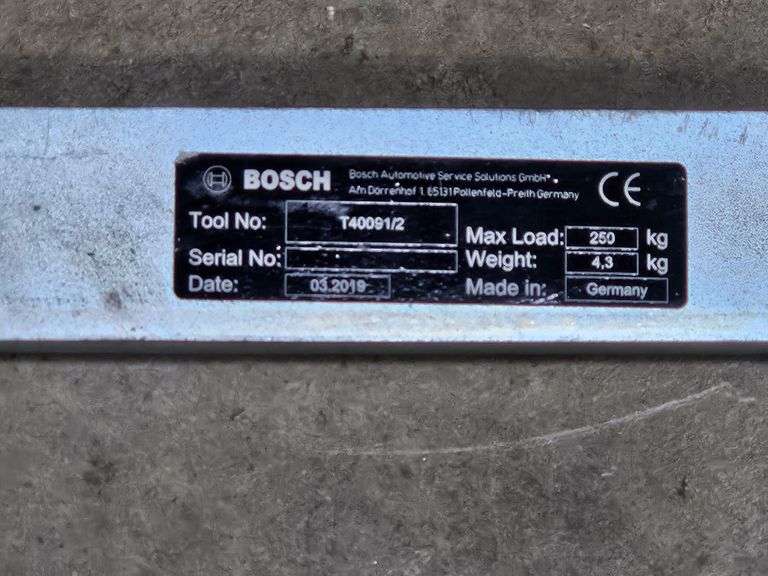 BOSCH
Bosch Automotive Service Solutions GmbH
Am Dörrenhof 1, 85131 Pollenfeld-Preith Germany
CE
Tool No: T40091/2
Serial No:
Date: 03.2019
Max Load: 250 kg
Weight: 4,3 kg
Made in: Germany